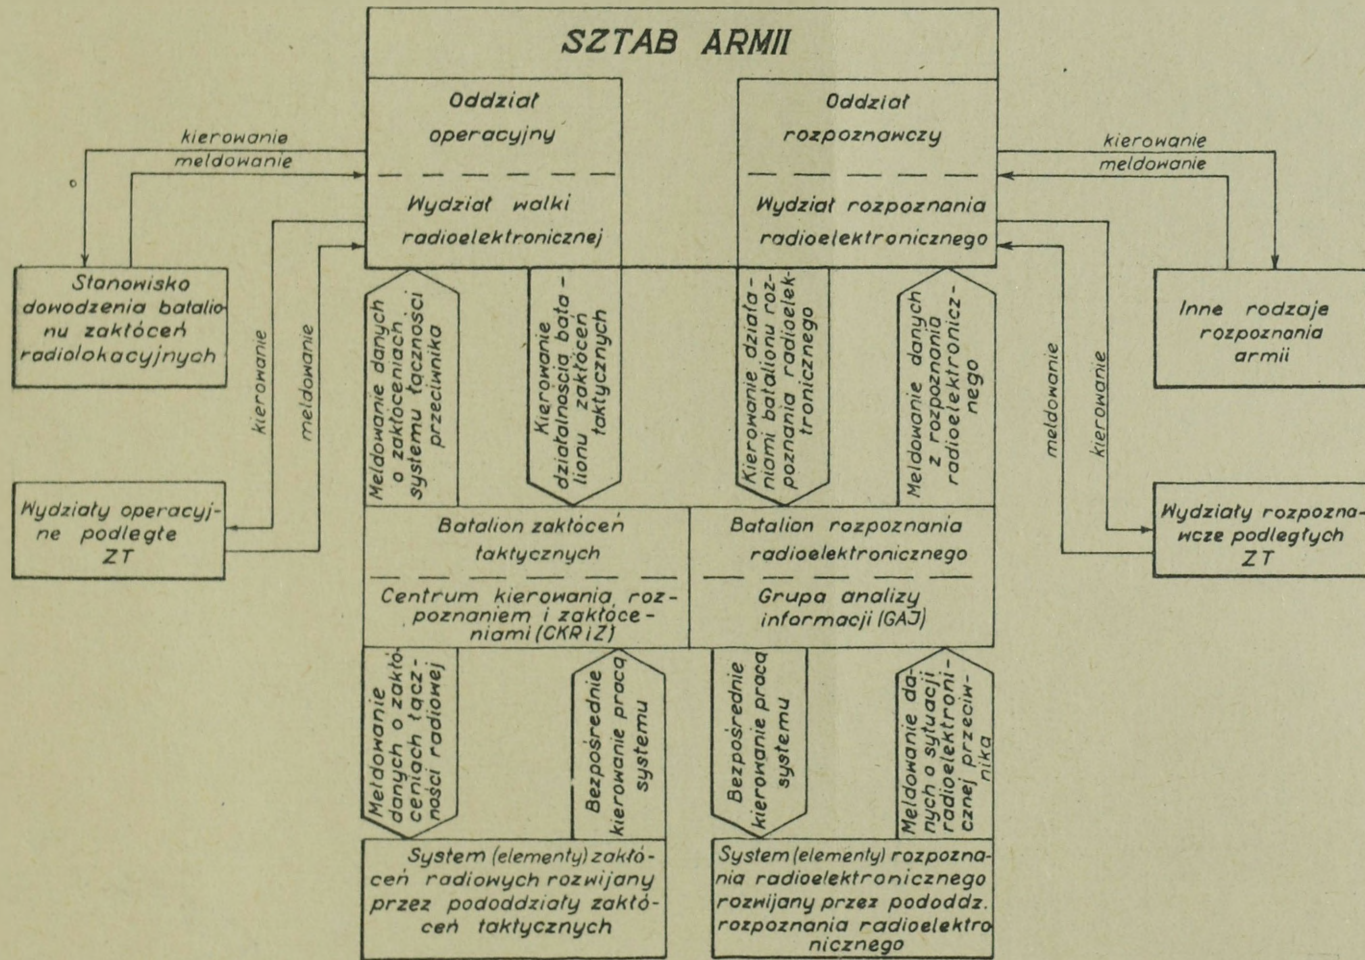 SZTAB ARMII
Oddział
operacyjny
Wydział walki
radioelektronicznej
Oddział
rozpoznawczy
Wydział rozpoznania
radioelektronicznego
kierowanie
meldowanie
kierowanie
meldowanie
Stanowisko
dowodzenia batalio-
nu zakłóceń
radiolokacyjnych
Inne rodzaje
rozpoznania
armii
kierowanie
meldowanie
Meldowanie danych
o zakłóceniach
systemu łączności
przeciwnika
Kierowanie
działalnością bata-
lionu zakłóceń
taktycznych
Kierowanie działa-
niami batalionu roz-
poznania radioelek-
tronicznego
Meldowanie danych
z rozpoznania
radioelektronicz-
nego
meldowanie
kierowanie
Wydziały operacyj-
ne podległe
ZT
Wydziały rozpozna-
wcze podległych
ZT
Batalion zakłóceń
taktycznych
Centrum kierowania roz-
poznaniem i zakłóce-
niami (CKRiZ)
Batalion rozpoznania
radioelektronicznego
Grupa analizy
informacji (GAJ)
Meldowanie
danych o zakłó-
ceniach łącz-
ności radiowej
Bezpośrednie
kierowanie pracą
systemu
Bezpośrednie
kierowanie pracą
systemu
Meldowanie da-
nych o sytuacji
radioelektroni-
cznej przeciw-
nika
System (elementy) zakłó-
ceń radiowych rozwijany
przez pododdziały zakłó-
ceń taktycznych
System (elementy) rozpozna-
nia radioelektronicznego
rozwijany przez pododdz.
rozpoznania radioelektro
nicznego